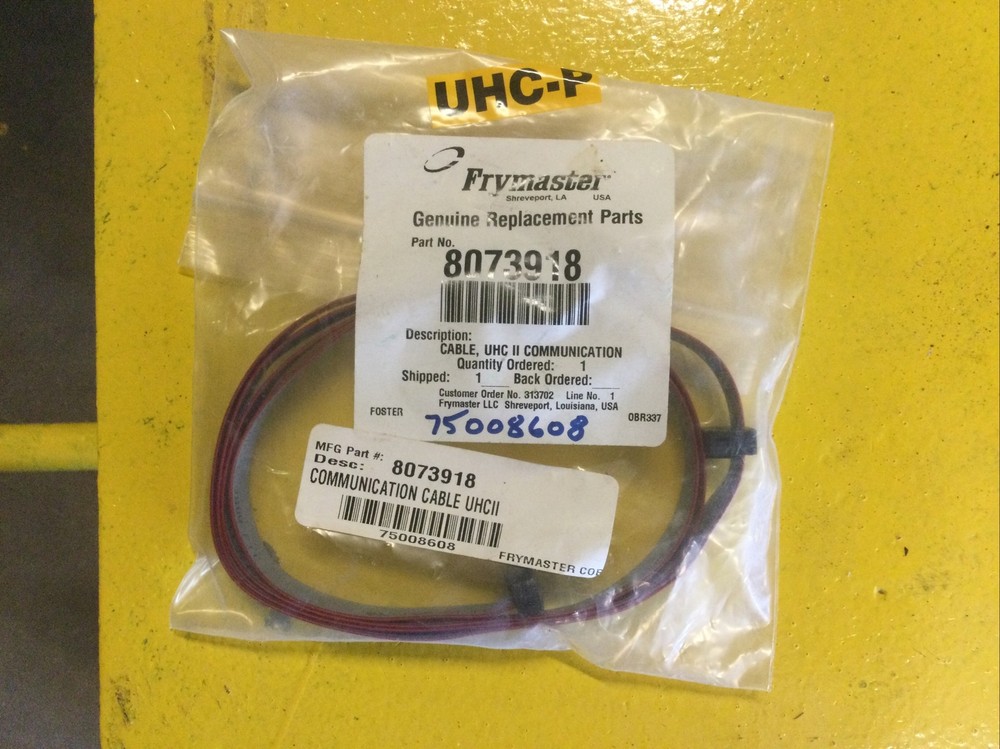 UHC-P
Frymaster
Shreveport, LA USA
Genuine Replacement Parts
Part No.
8073918
Description:
CABLE, UHC II COMMUNICATION
Quantity Ordered: 1
Shipped: 1 Back Ordered:
Customer Order No. 313702 Line No. 1
Frymaster LLC Shreveport, Louisiana, USA
FOSTER OBR337
75008608
MFG Part #: 8073918
Desc:
COMMUNICATION CABLE UHCII
75008608
FRYMASTER COR